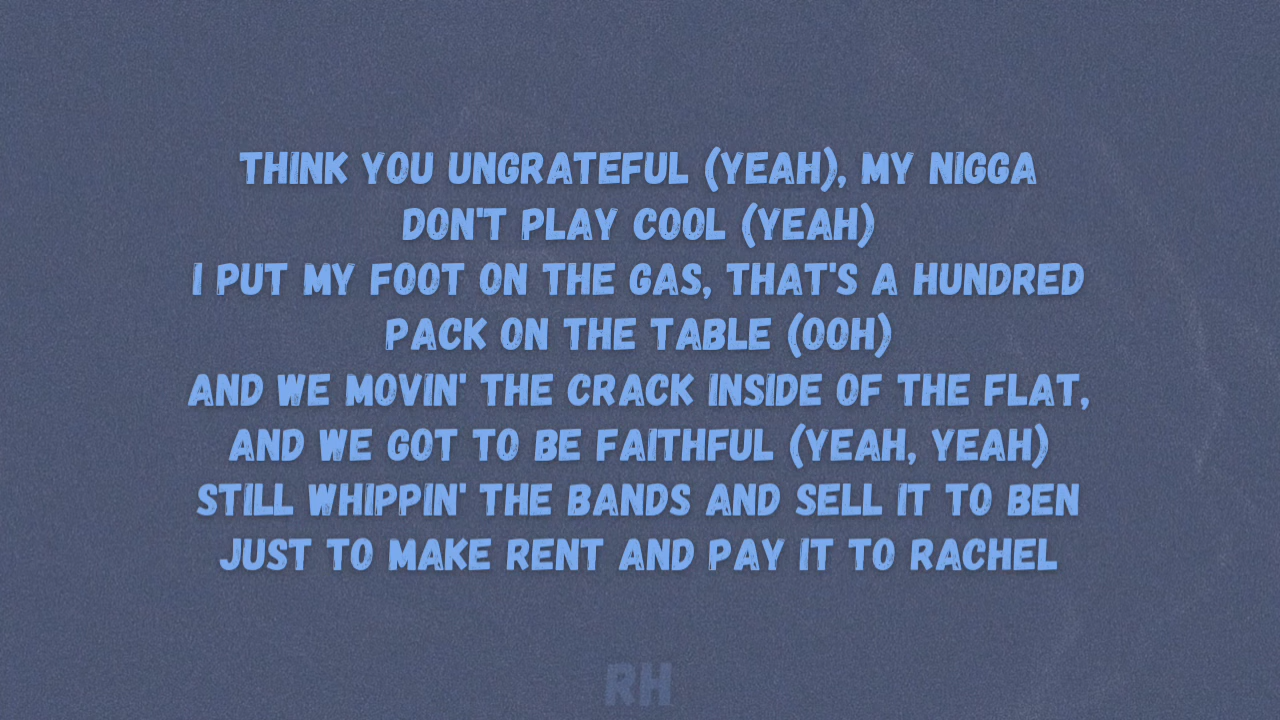 THINK YOU UNGRATEFUL (YEAH), MY NIGGA
DON'T PLAY COOL (YEAH)
I PUT MY FOOT ON THE GAS, THAT'S A HUNDRED
PACK ON THE TABLE (OOH)
AND WE MOVIN' THE CRACK INSIDE OF THE FLAT,
AND WE GOT TO BE FAITHFUL (YEAH, YEAH)
STILL WHIPPIN' THE BANDS AND SELL IT TO BEN
JUST TO MAKE RENT AND PAY IT TO RACHEL
RH